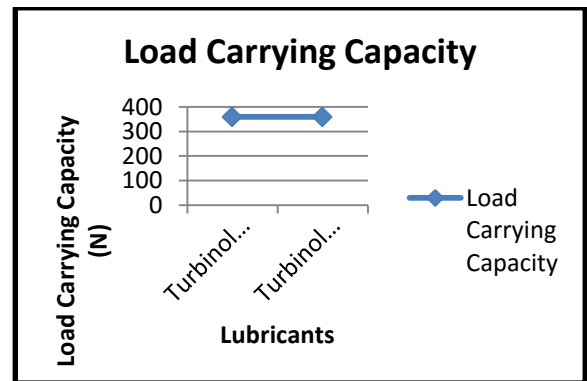 Load Carrying Capacity
Load Carrying Capacity
(N)
400
300
200
100
0
Turbinol...
Turbinol...
Lubricants
Load
Carrying
Capacity